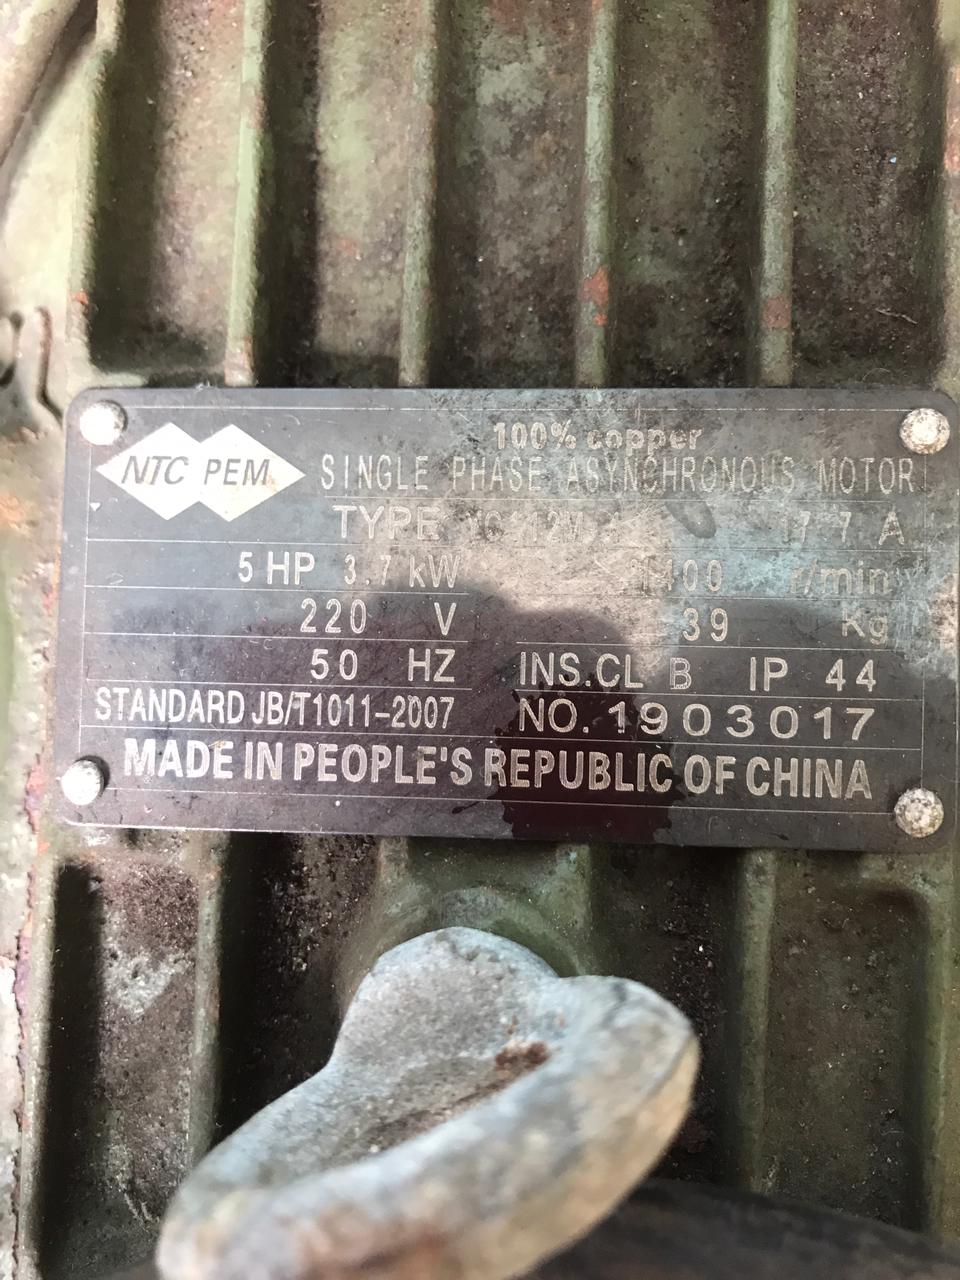 100% copper
NTC PEM SINGLE PHASE ASYNCHRONOUS MOTOR
TYPE A
5 HP 3.7 kW 1400 r/min
220 V 39 Kg
50 HZ INS.CL B IP 44
STANDARD JB/T1011-2007 NO. 1903017
MADE IN PEOPLE'S REPUBLIC OF CHINA